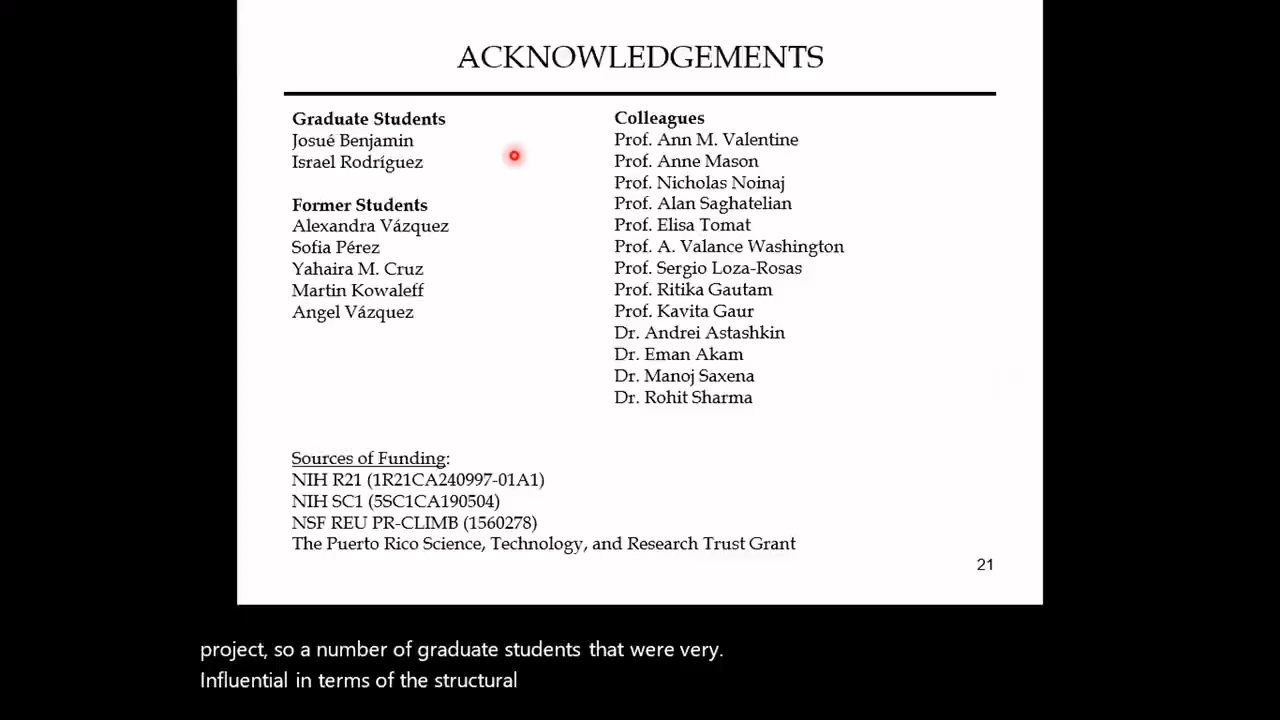 ACKNOWLEDGEMENTS
Graduate Students
Josué Benjamin
Israel Rodríguez
Former Students
Alexandra Vázquez
Sofia Pérez
Yahaira M. Cruz
Martin Kowaleff
Angel Vázquez
Colleagues
Prof. Ann M. Valentine
Prof. Anne Mason
Prof. Nicholas Noinaj
Prof. Alan Saghatelian
Prof. Elisa Tomat
Prof. A. Valance Washington
Prof. Sergio Loza-Rosas
Prof. Ritika Gautam
Prof. Kavita Gaur
Dr. Andrei Astashkin
Dr. Eman Akam
Dr. Manoj Saxena
Dr. Rohit Sharma
Sources of Funding:
NIH R21 (1R21CA240997-01A1)
NIH SC1 (5SC1CA190504)
NSF REU PR-CLIMB (1560278)
The Puerto Rico Science, Technology, and Research Trust Grant
21
project, so a number of graduate students that were very.
Influential in terms of the structural